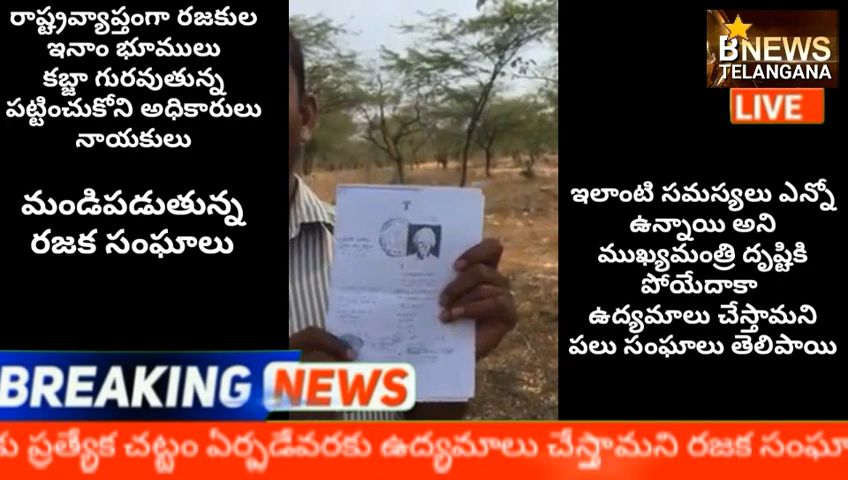 రాష్ట్రవ్యాప్తంగా రజకుల
ఇనాం భూములు
కబ్జా గురవుతున్న
పట్టించుకోని అధికారులు
నాయకులు
మండిపడుతున్న
రజక సంఘాలు
BNEWS
TELANGANA
LIVE
ఇలాంటి సమస్యలు ఎన్నో
ఉన్నాయి అని
ముఖ్యమంత్రి దృష్టికి
పోయేదాకా
ఉద్యమాలు చేస్తామని
పలు సంఘాలు తెలిపాయి
BREAKING NEWS
కు ప్రత్యేక చట్టం ఏర్పడేవరకు ఉద్యమాలు చేస్తామని రజక సంఘా